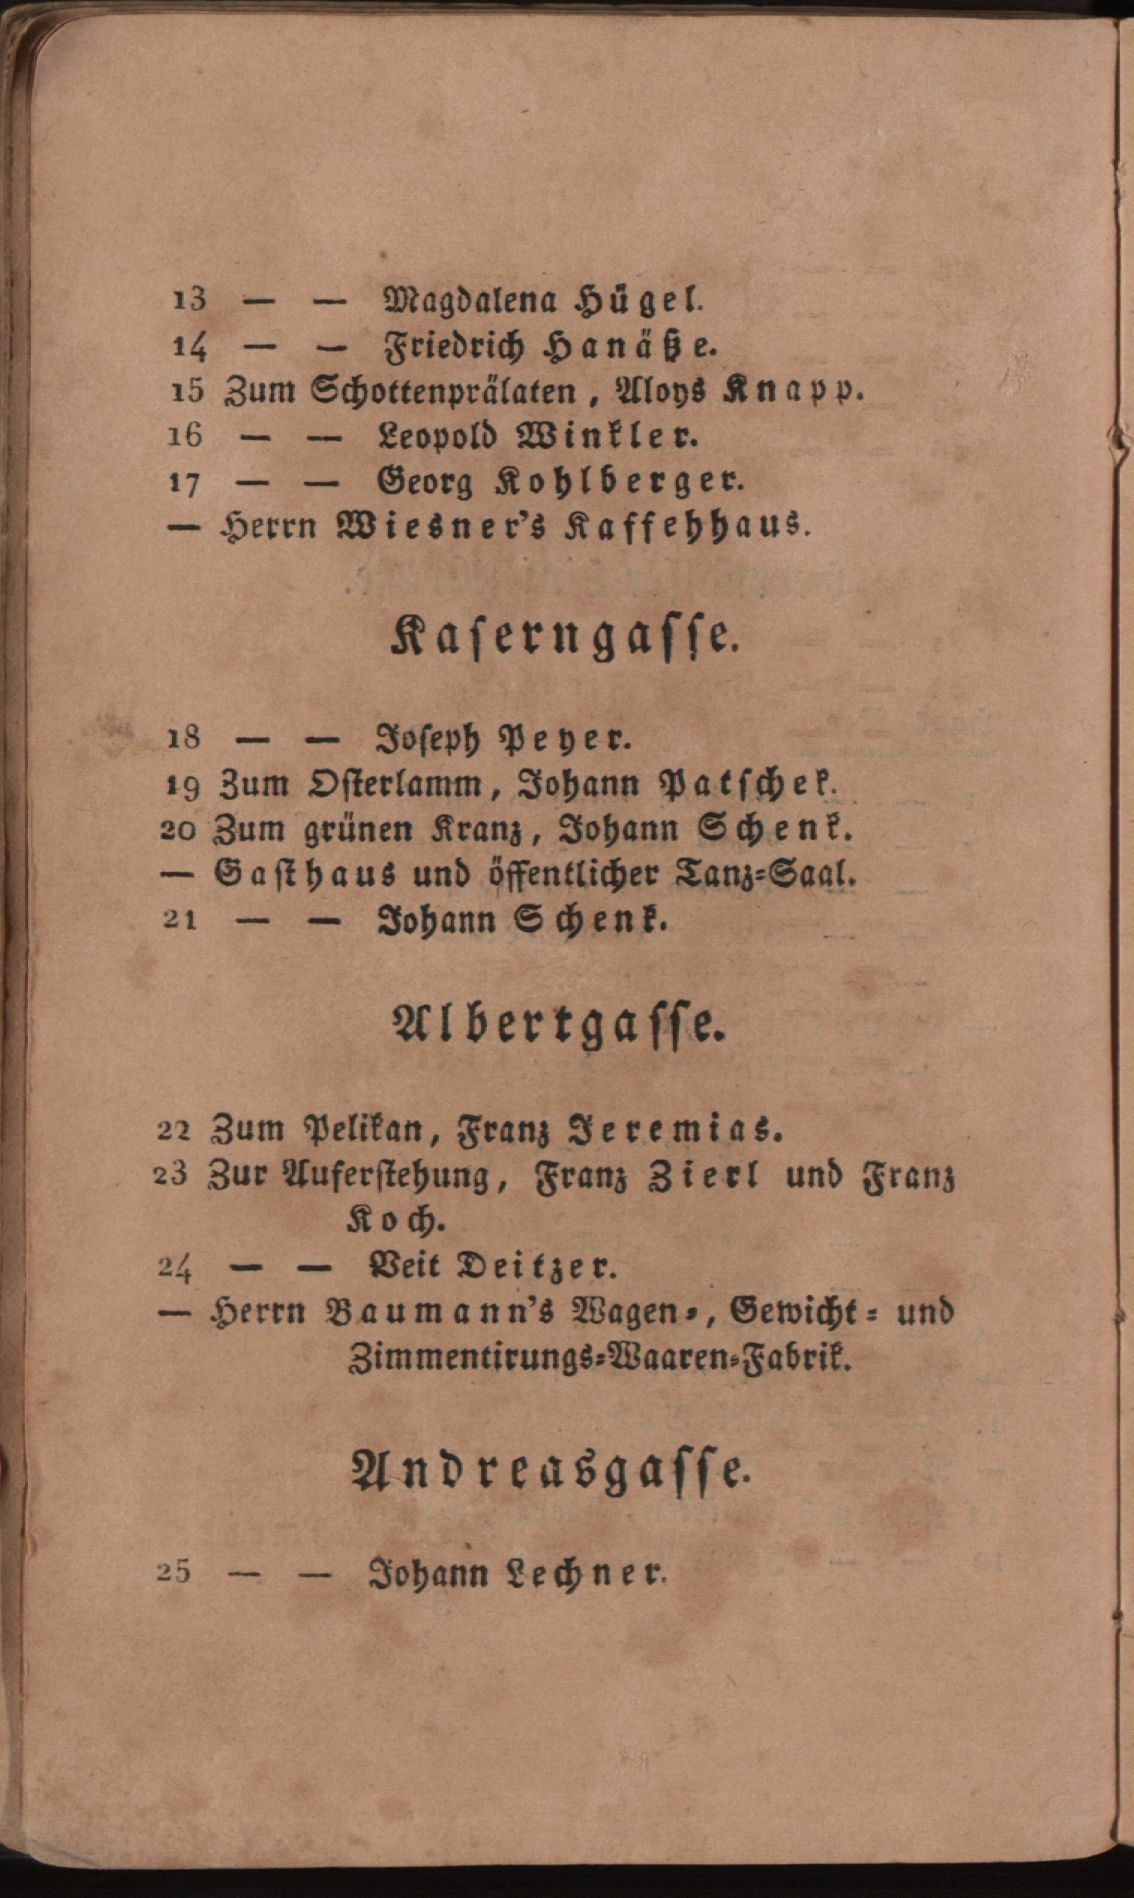 13 — — Magdalena Hügel.
14 — — Friedrich Hanäße.
15 Zum Schottenprälaten, Aloys Knapp.
16 — — Leopold Winkler.
17 — — Georg Kohlberger.
— Herrn Wiesner's Kaffehhaus.
Kaserngasse.
18 — — Joseph Peyer.
19 Zum Osterlamm, Johann Patschek.
20 Zum grünen Kranz, Johann Schenk.
— Gasthaus und öffentlicher Tanz-Saal.
21 — — Johann Schenk.
Albertgasse.
22 Zum Pelikan, Franz Jeremias.
23 Zur Auferstehung, Franz Zierl und Franz
Koch.
24 — — Veit Deitzer.
— Herrn Baumann's Wagen-, Gewicht- und
Zimmentirungs-Waaren-Fabrik.
Andreasgasse.
25 — — Johann Lechner.